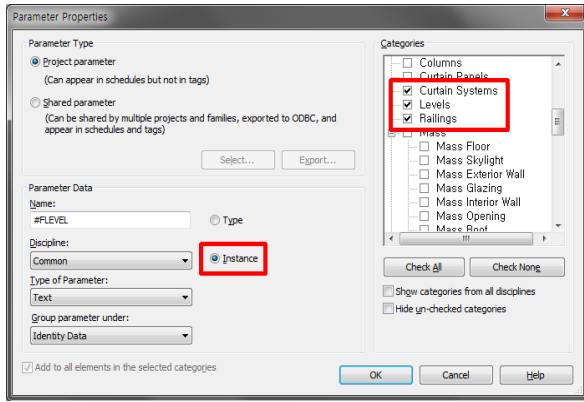 Parameter Properties
Parameter Type
Project parameter
(Can appear in schedules but not in tags)
Shared parameter
(Can be shared by multiple projects and families, exported to ODBC, and
appear in schedules and tags)
Select...
Export...
Parameter Data
Name:
#FLEVEL
Type
Discipline:
Common
Instance
Type of Parameter:
Text
Group parameter under:
Identity Data
Add to all elements in the selected categories
Categories
Columns
Curtain Panels
Curtain Systems
Levels
Railings
Mass
Mass Floor
Mass Skylight
Mass Exterior Wall
Mass Glazing
Mass Interior Wall
Mass Opening
Mass Roof
Check All
Check None
Show categories from all disciplines
Hide un-checked categories
OK
Cancel
Help